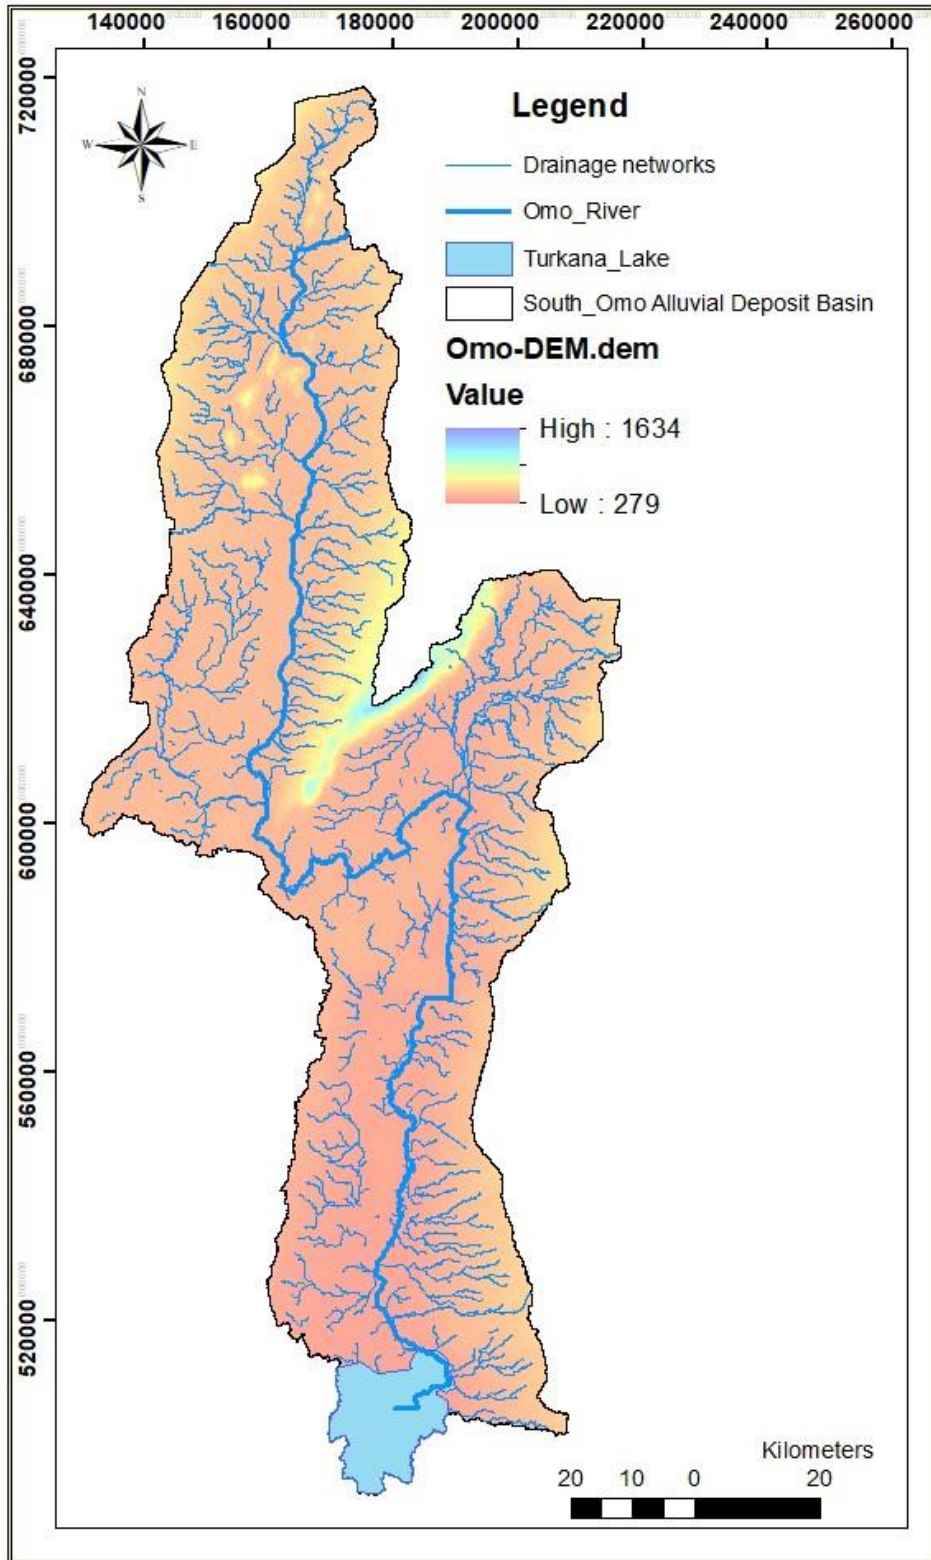 140000 160000 180000 200000 220000 240000 260000
720000
N
W E
S
Legend
Drainage networks
Omo_River
Turkana_Lake
South_Omo Alluvial Deposit Basin
680000
Omo-DEM.dem
Value
High : 1634
Low : 279
640000
600000
560000
520000
Kilometers
20 10 0 20